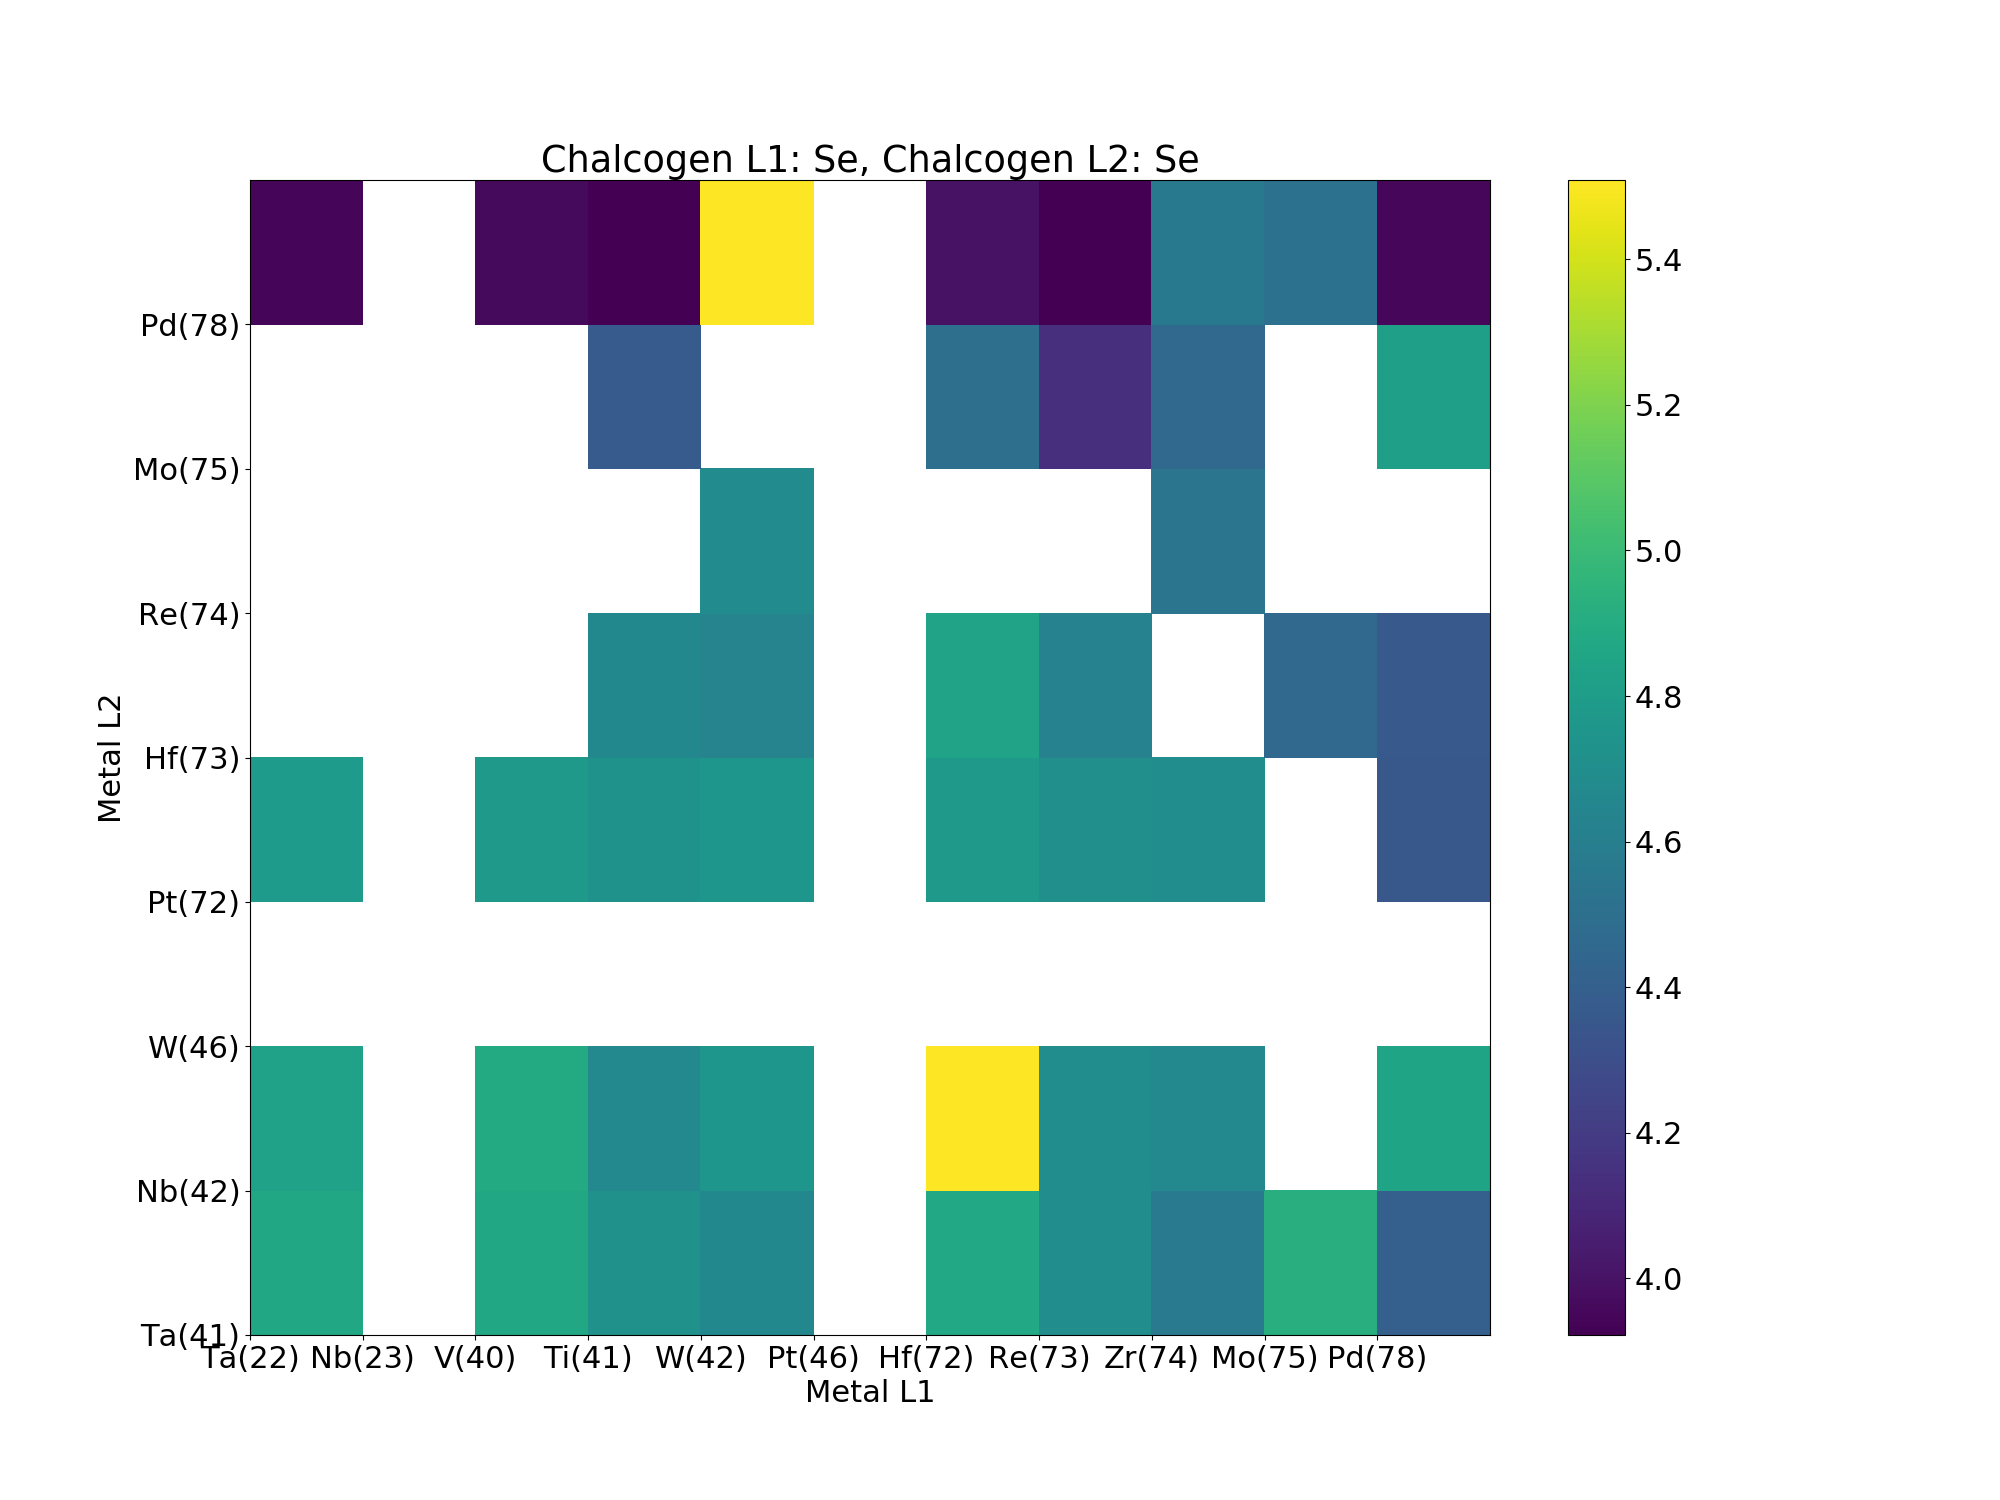 Chalcogen L1: Se, Chalcogen L2: Se
Pd(78)
Mo(75)
Re(74)
Hf(73)
Pt(72)
W(46)
Nb(42)
Ta(41)
Metal L2
Ta(22) Nb(23) V(40) Ti(41) W(42) Pt(46) Hf(72) Re(73) Zr(74) Mo(75) Pd(78)
Metal L1
5.4
5.2
5.0
4.8
4.6
4.4
4.2
4.0